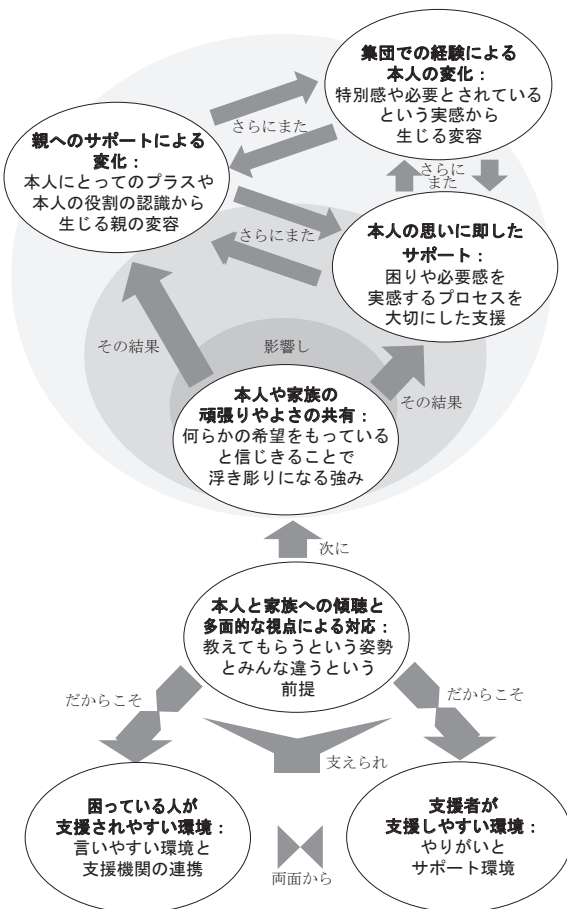 集団での経験による
本人の変化：
特別感や必要とされている
という実感から
生じる変容
さらにまた
親へのサポートによる
変化：
本人にとってのプラスや
本人の役割の認識から
生じる親の変容
さらに
また
さらにまた
本人の思いに即した
サポート：
困りや必要感を
実感するプロセスを
大切にした支援
その結果
影響し
その結果
本人や家族の
頑張りやよさの共有：
何らかの希望をもっている
と信じきることで
浮き彫りになる強み
次に
本人と家族への傾聴と
多面的な視点による対応：
教えてもらうという姿勢
とみんな違うという
前提
だからこそ
だからこそ
支えられ
困っている人が
支援されやすい環境：
言いやすい環境と
支援機関の連携
両面から
支援者が
支援しやすい環境：
やりがいと
サポート環境